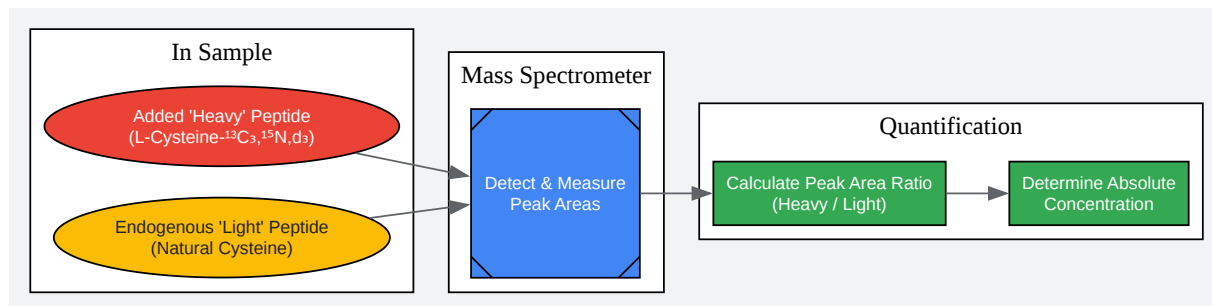 In Sample
Added 'Heavy' Peptide
(L-Cysteine-¹³C₃,¹⁵N,d₃)
Endogenous 'Light' Peptide
(Natural Cysteine)
Mass Spectrometer
Detect & Measure
Peak Areas
Quantification
Calculate Peak Area Ratio
(Heavy / Light)
Determine Absolute
Concentration